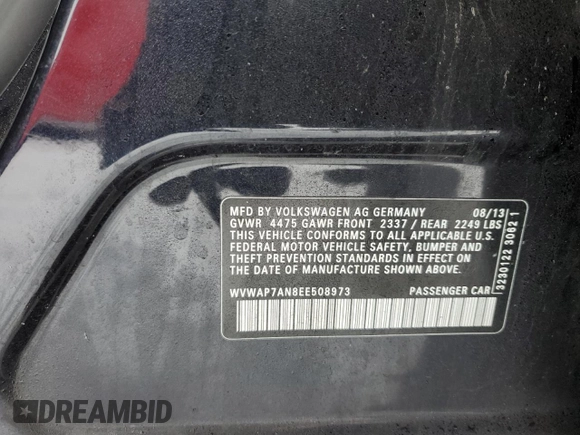 MFD BY VOLKSWAGEN AG GERMANY 08/13
GVWR 4475 GAWR FRONT 2337 / REAR 2249 LBS
THIS VEHICLE CONFORMS TO ALL APPLICABLE U.S.
FEDERAL MOTOR VEHICLE SAFETY, BUMPER AND
THEFT PREVENTION STANDARDS IN EFFECT ON
THE DATE OF MANUFACTURE SHOWN ABOVE.
WVWAP7AN8EE508973 PASSENGER CAR
3230122 30621
DREAMBID